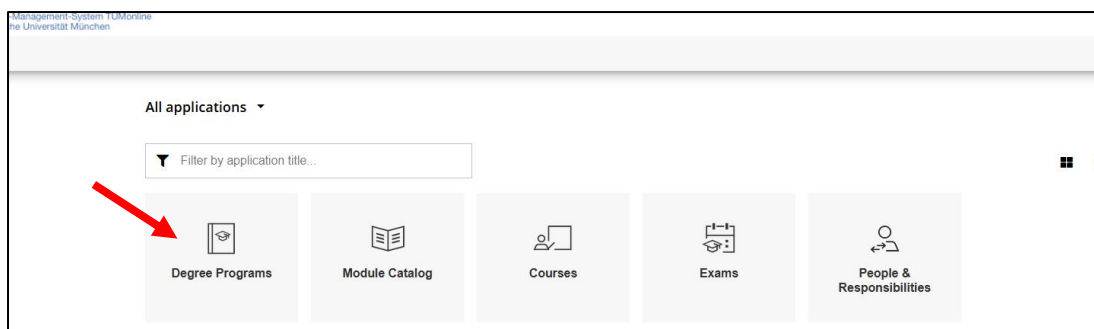 -Management-System TUMonline
he Universität München
All applications
Filter by application title...
Degree Programs
Module Catalog
Courses
Exams
People &
Responsibilities